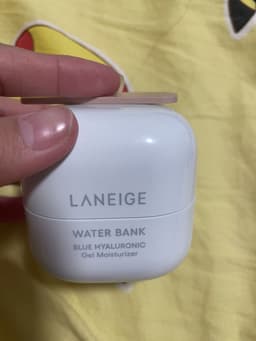 LANEIGE
WATER BANK
BLUE HYALURONIC
Gel Moisturizer